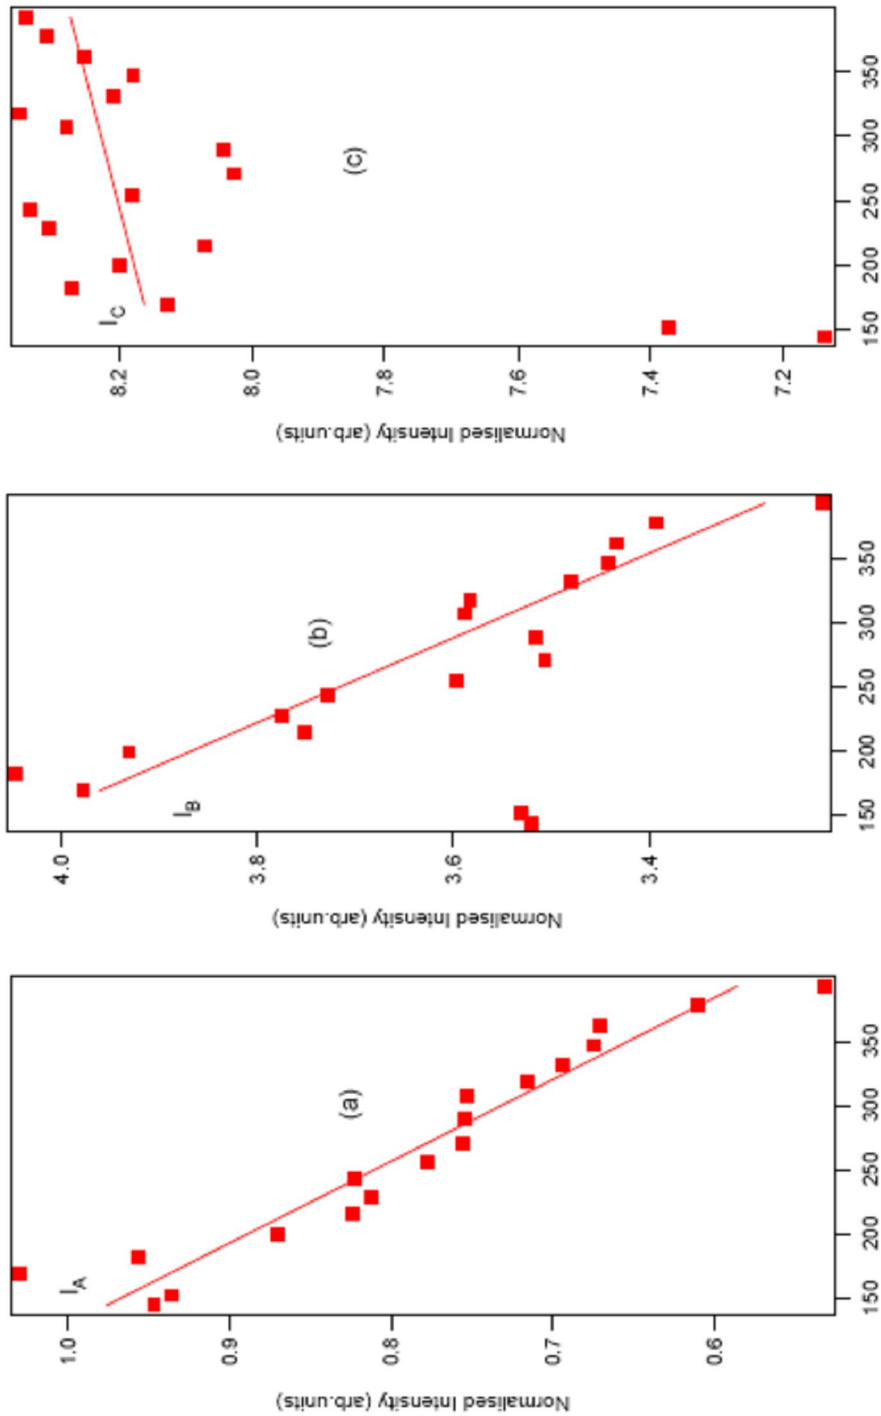 Normalised Intensity (arb.units)
1.0
0.9
0.8
0.7
0.6
I_A
(a)
150 200 250 300 350
Normalised Intensity (arb.units)
4.0
3.8
3.6
3.4
I_B
(b)
150 200 250 300 350
Normalised Intensity (arb.units)
8.2
8.0
7.8
7.6
7.4
7.2
I_C
(c)
150 200 250 300 350